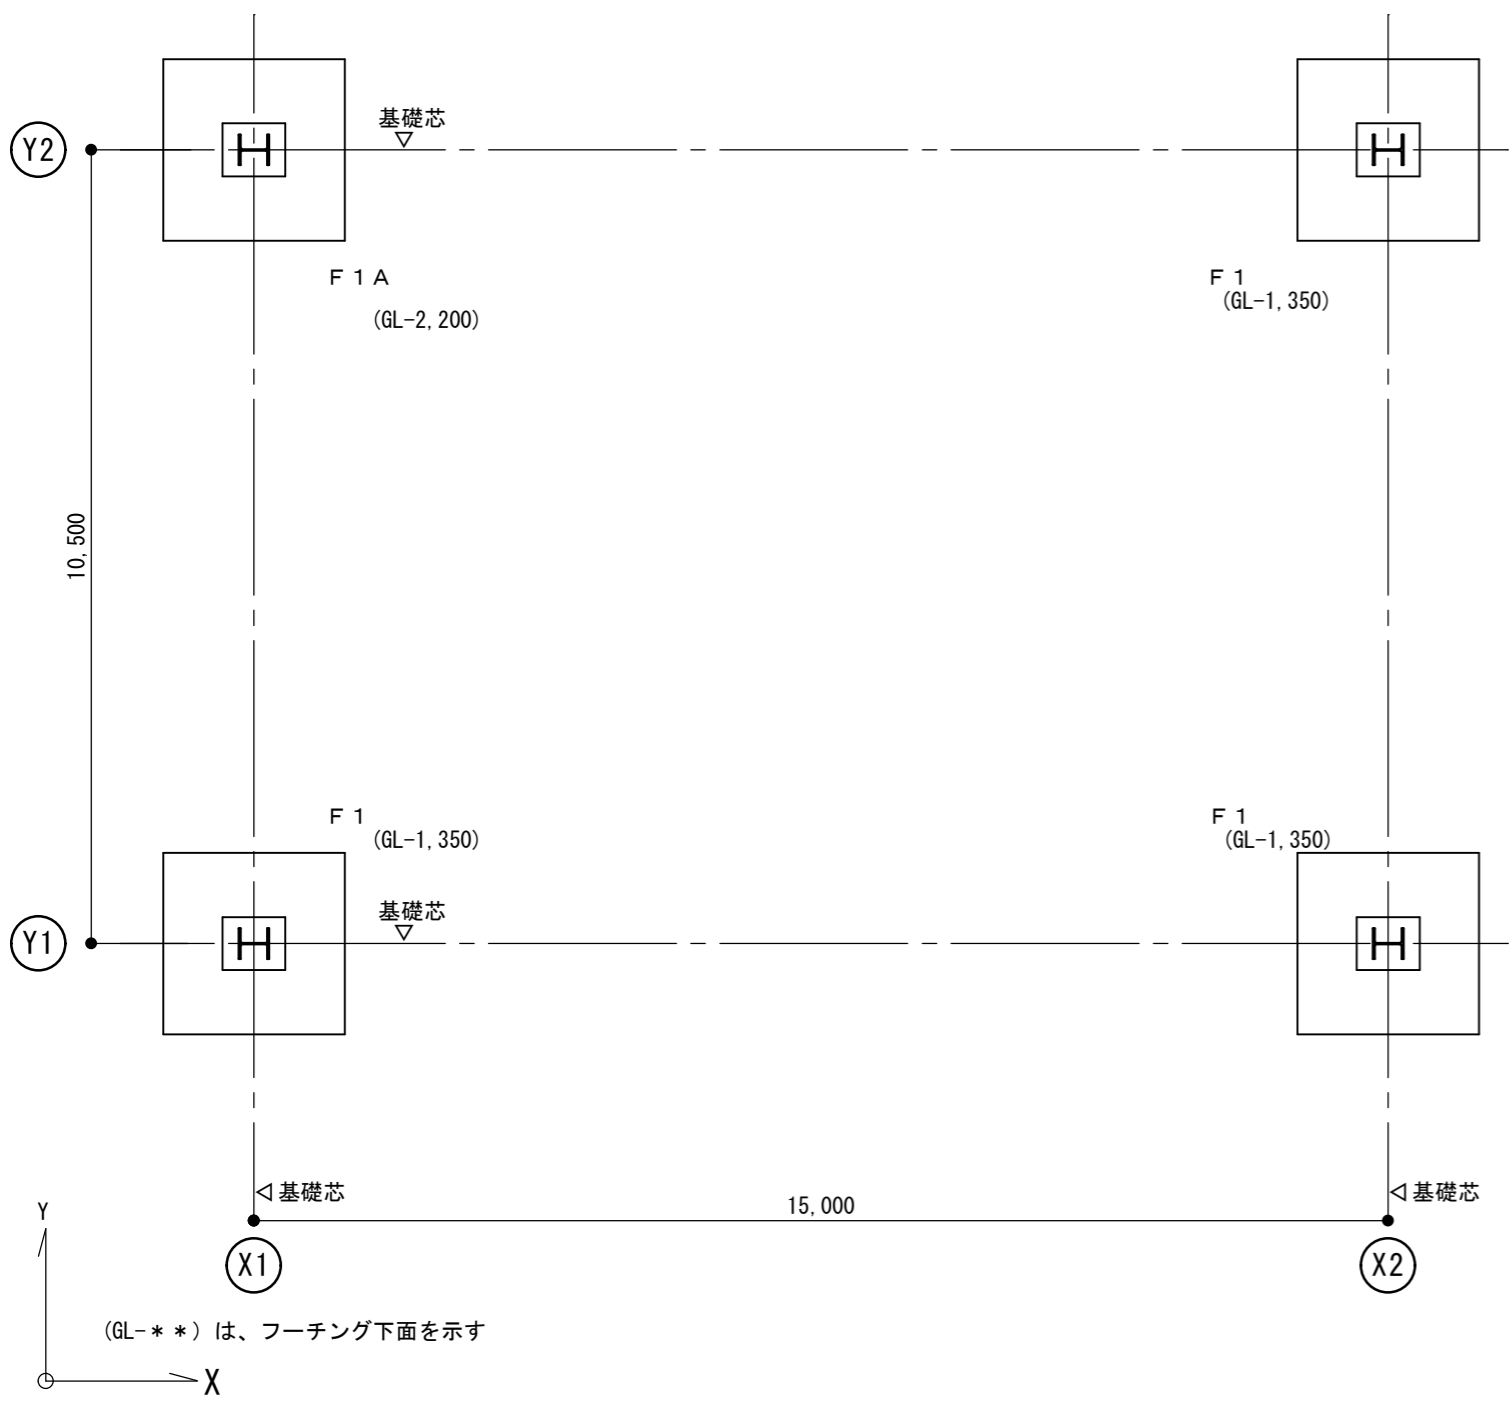 Y2
基礎芯
Ｆ１Ａ
(GL-2,200)
Ｆ１
(GL-1,350)
10,500
Ｆ１
(GL-1,350)
Ｆ１
(GL-1,350)
基礎芯
Y1
基礎芯
基礎芯
15,000
X1
X2
Y
(GL-＊＊) は、フーチング下面を示す
X